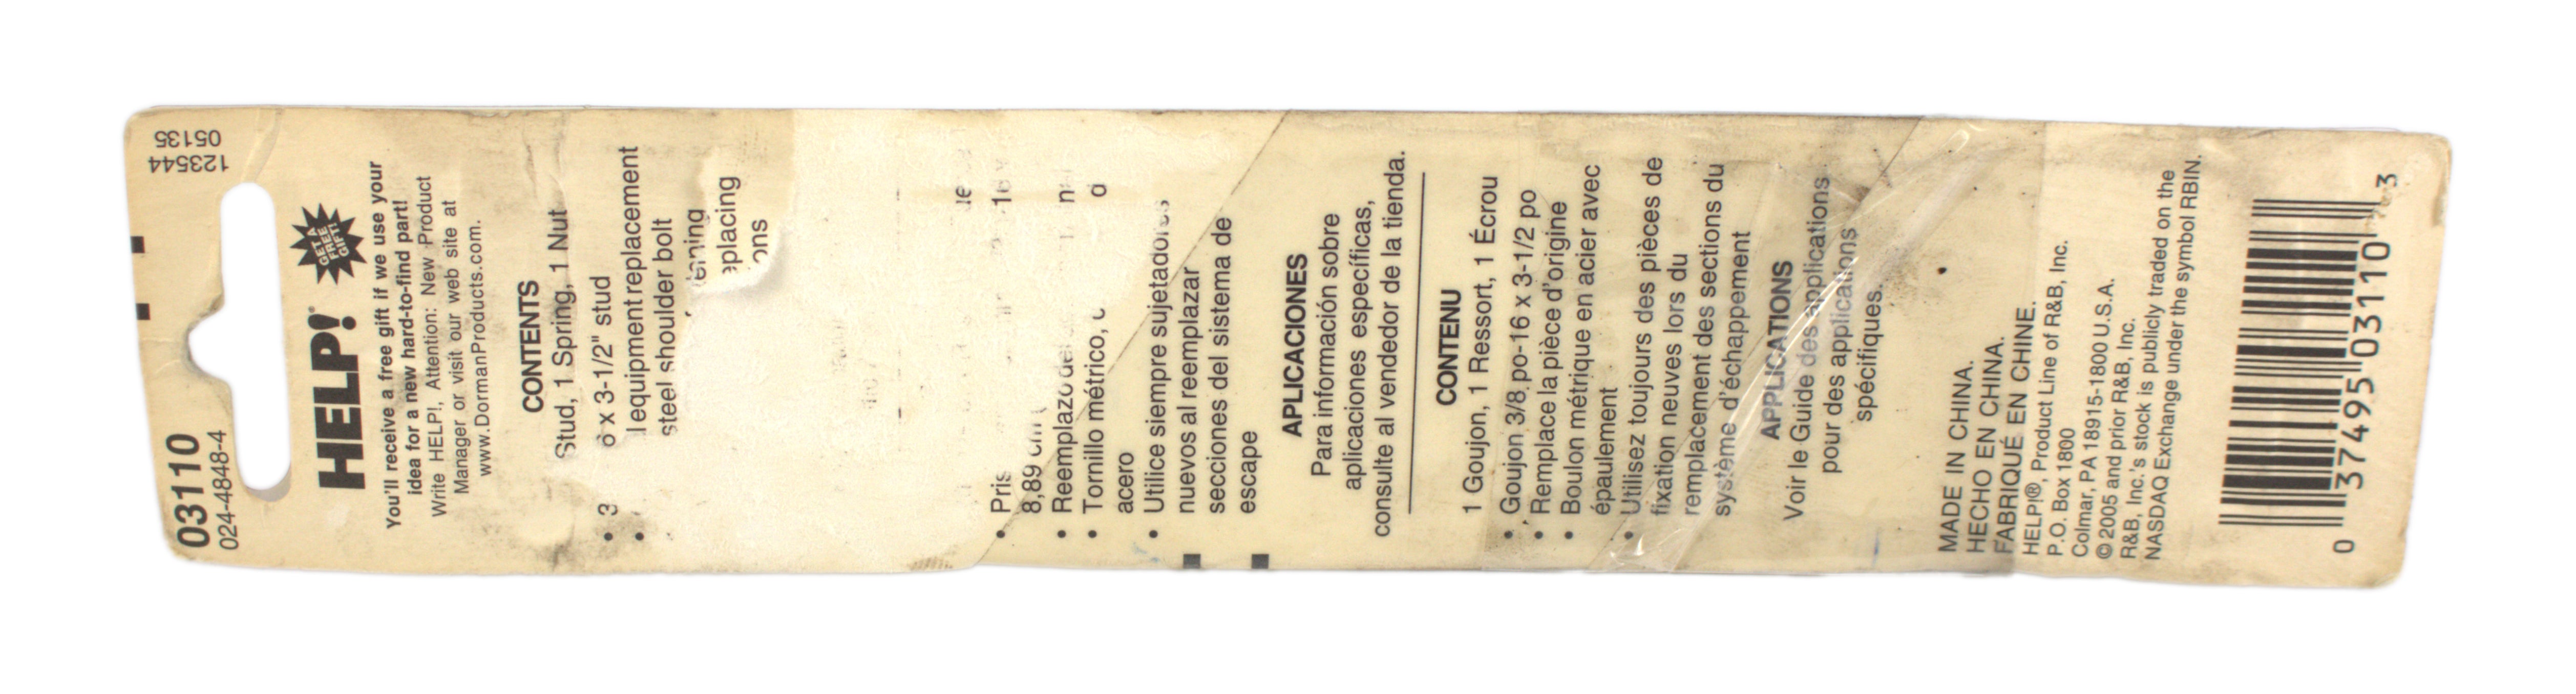 03110
024-4848-4
123544
05135
HELP!®
GET A
FREE
GIFT!
You'll receive a free gift if we use your
idea for a new hard-to-find part!
Write HELP!, Attention: New Product
Manager or visit our web site at
www.DormanProducts.com.
CONTENTS
Stud, 1 Spring, 1 Nut
• 3 x 3-1/2" stud
• equipment replacement
steel shoulder bolt
8,89
• Reemplazo
• Tornillo métrico,
acero
• Utilice siempre sujetadores
nuevos al reemplazar
secciones del sistema de
escape
APLICACIONES
Para información sobre
aplicaciones específicas,
consulte al vendedor de la tienda.
CONTENU
1 Goujon, 1 Ressort, 1 Écrou
• Goujon 3/8 po-16 x 3-1/2 po
• Remplace la pièce d'origine
• Boulon métrique en acier avec
épaulement
• Utilisez toujours des pièces de
fixation neuves lors du
remplacement des sections du
système d'échappement
APPLICATIONS
Voir le Guide des applications
pour des applications
spécifiques.
MADE IN CHINA.
HECHO EN CHINA.
FABRIQUÉ EN CHINE.
HELP!®, Product Line of R&B, Inc.
P.O. Box 1800
Colmar, PA 18915-1800 U.S.A.
© 2005 and prior R&B, Inc.
R&B, Inc.'s stock is publicly traded on the
NASDAQ Exchange under the symbol RBIN.
0 37495 03110 3